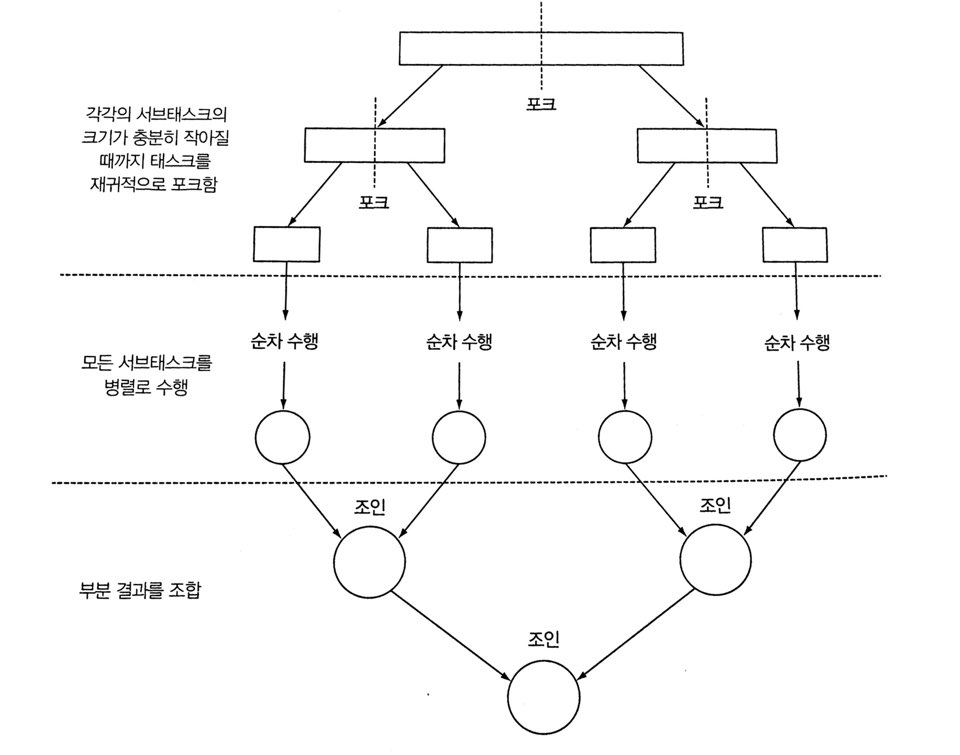 포크
각각의 서브태스크의
크기가 충분히 작아질
때까지 태스크를
재귀적으로 포크함
포크
포크
순차 수행
순차 수행
순차 수행
순차 수행
모든 서브태스크를
병렬로 수행
조인
조인
부분 결과를 조합
조인